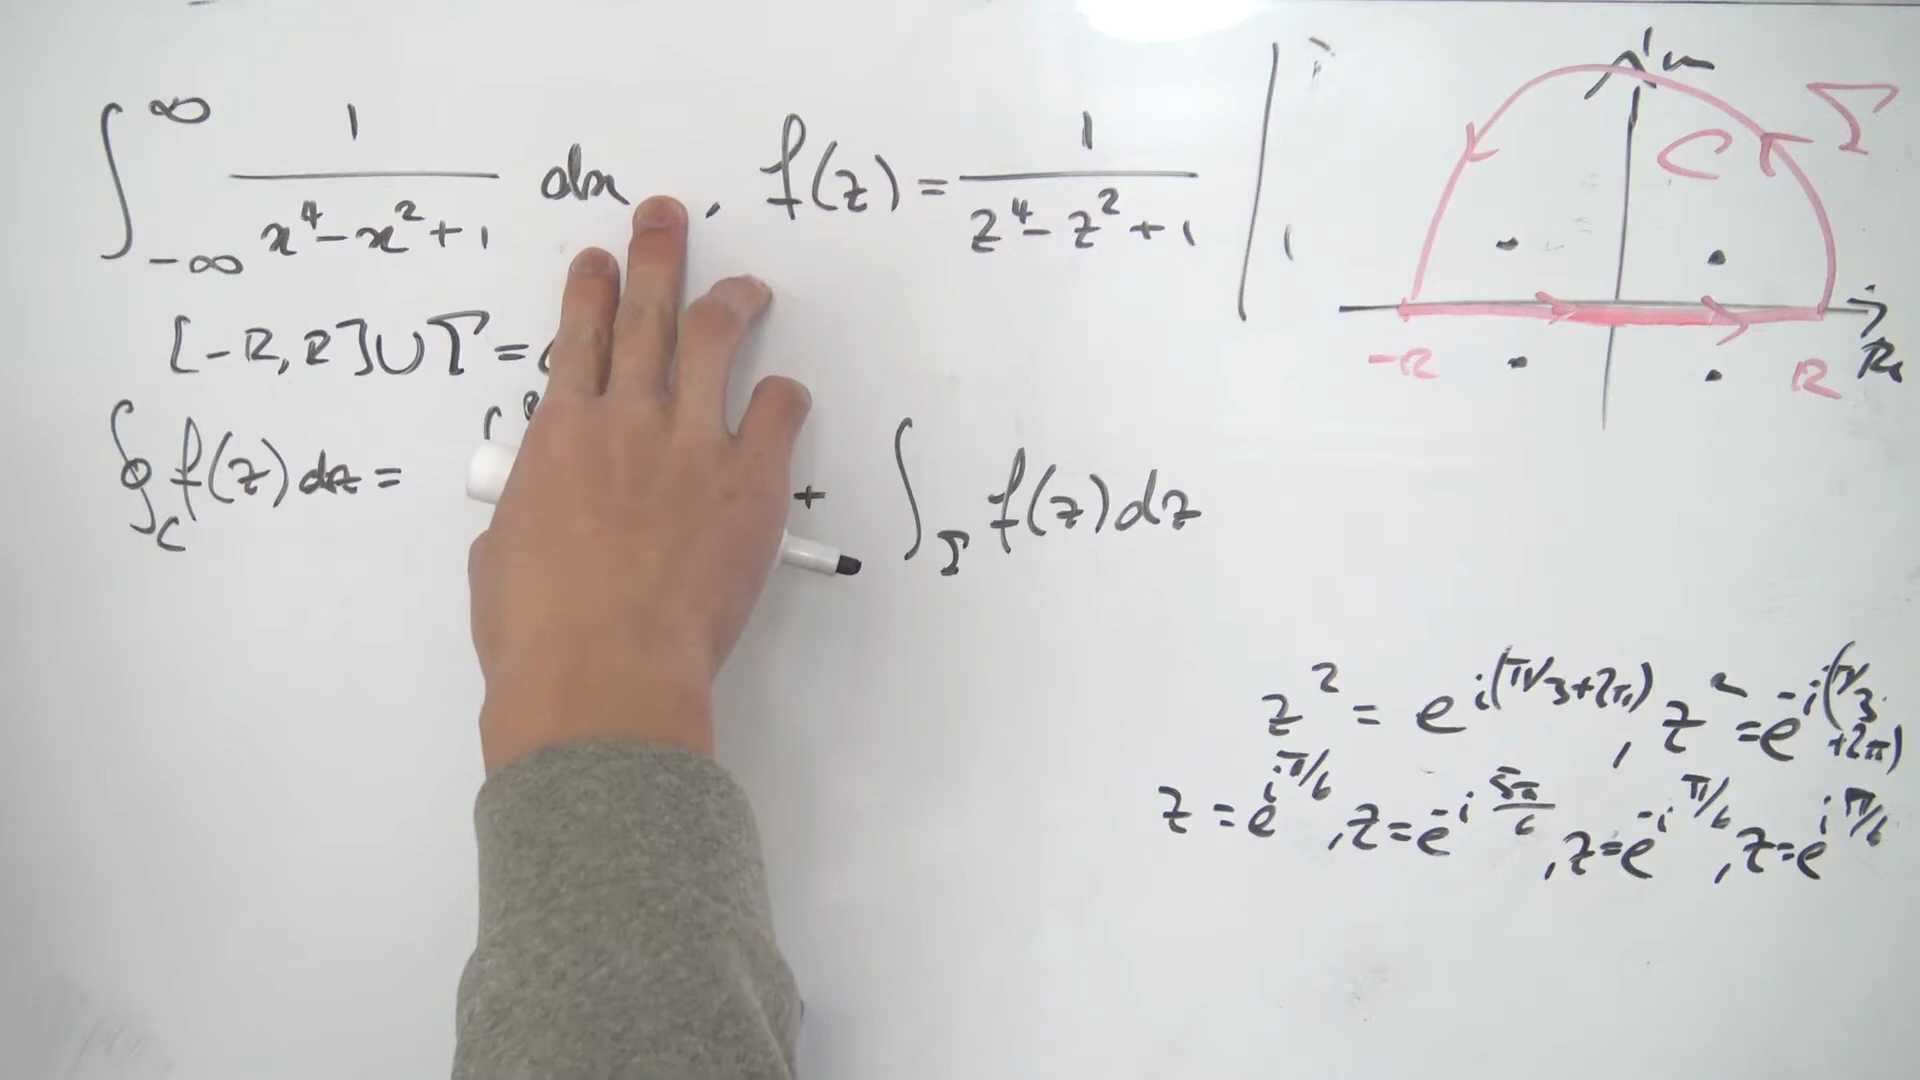 ∫_{-∞}^{∞} 1/(x⁴-x²+1) dx, f(z) = 1/(z⁴-z²+1)
[-R, R]∪Γ =
∮_C f(z)dz = + ∫_Γ f(z)dz
Im
C Γ
-R R Re
z² = e^{i(π/3+2π)}, z² = e^{-i(π/3+2π)}
z = e^{iπ/6}, z = e^{-i5π/6}, z = e^{-iπ/6}, z = e^{iπ/6}